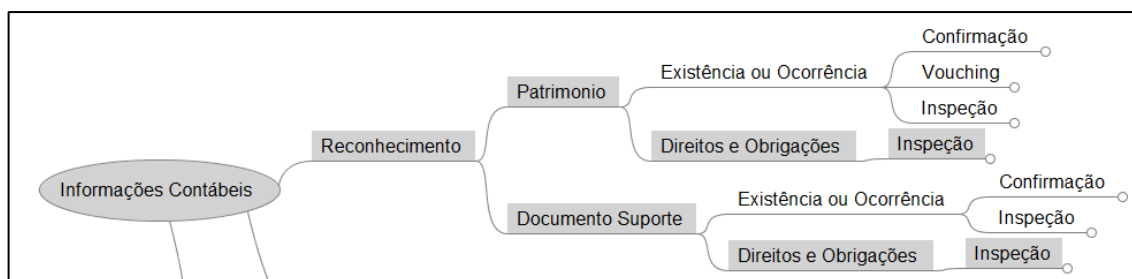 Informações Contábeis
Reconhecimento
Patrimonio
Existência ou Ocorrência
Confirmação
Vouching
Inspeção
Direitos e Obrigações
Inspeção
Documento Suporte
Existência ou Ocorrência
Confirmação
Inspeção
Direitos e Obrigações
Inspeção